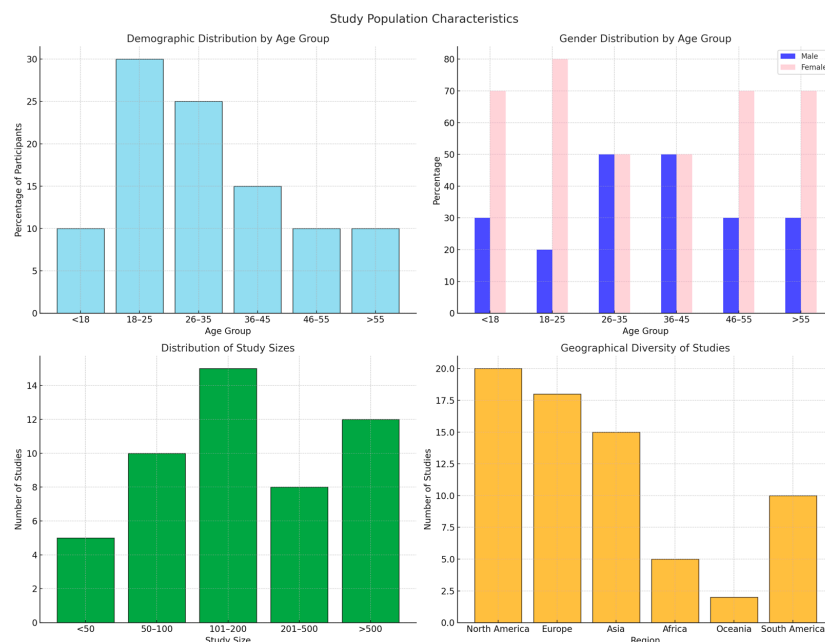 Study Population Characteristics
Demographic Distribution by Age Group
Percentage of Participants
30
25
20
15
10
5
0
<18
18–25
26–35
36–45
46–55
>55
Age Group
Gender Distribution by Age Group
Male
Female
Percentage
80
70
60
50
40
30
20
10
0
<18
18–25
26–35
36–45
46–55
>55
Age Group
Distribution of Study Sizes
Number of Studies
14
12
10
8
6
4
2
0
<50
50–100
101–200
201–500
>500
Study Size
Geographical Diversity of Studies
Number of Studies
20.0
17.5
15.0
12.5
10.0
7.5
5.0
2.5
0.0
North America
Europe
Asia
Africa
Oceania
South America
Region